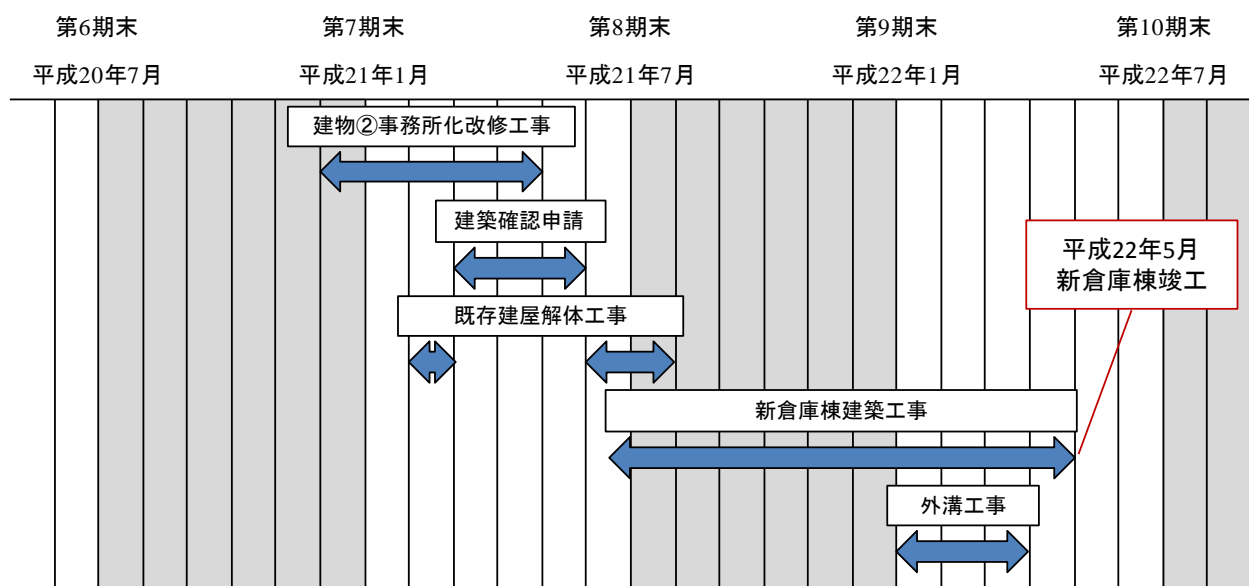 第6期末
第7期末
第8期末
第9期末
第10期末
平成20年7月
平成21年1月
平成21年7月
平成22年1月
平成22年7月
建物②事務所化改修工事
建築確認申請
既存建屋解体工事
平成22年5月
新倉庫棟竣工
新倉庫棟建築工事
外溝工事